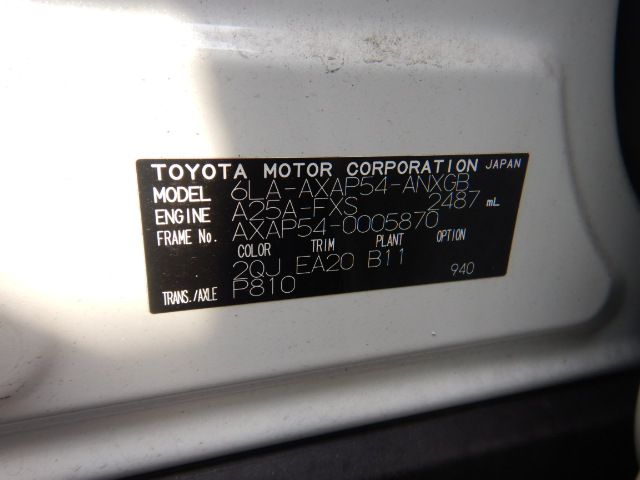 TOYOTA MOTOR CORPORATION JAPAN
MODEL 6LA-AXAP54-ANXGB
ENGINE A25A-FXS 2487 mL
FRAME No. AXAP54-0005870
COLOR TRIM PLANT OPTION
2QJ EA20 B11
TRANS./AXLE P810 940